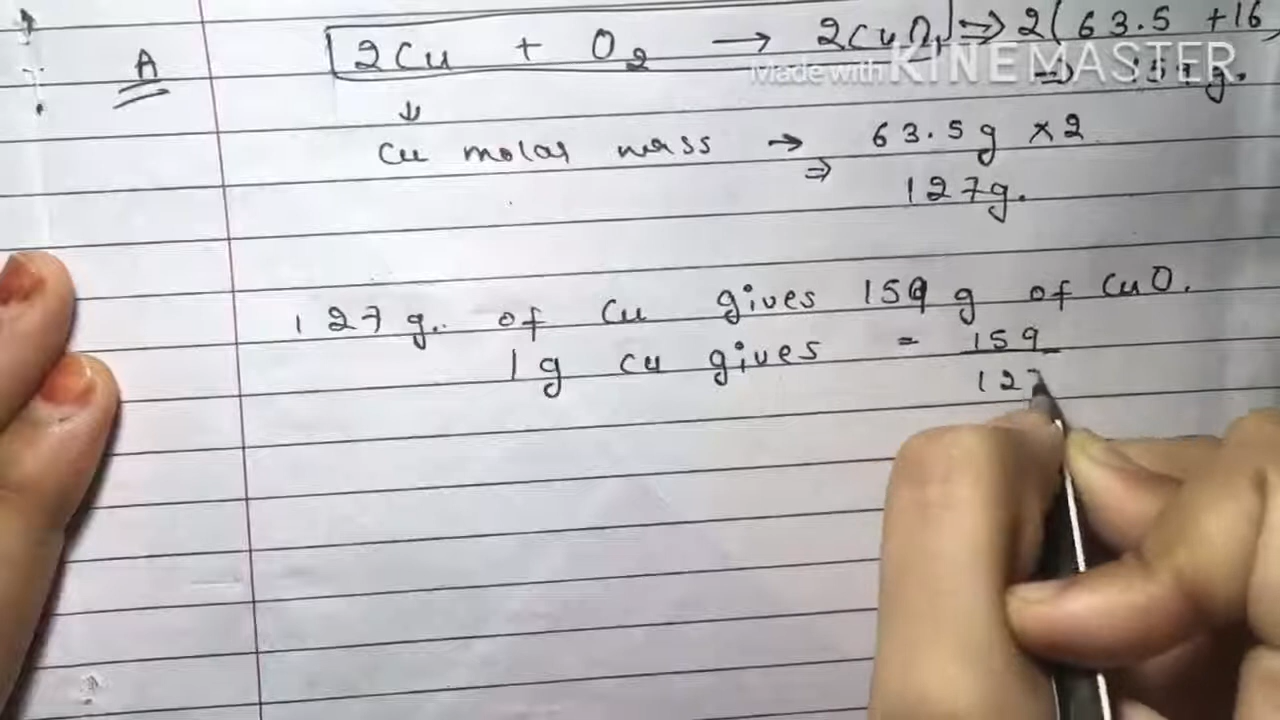 A 2Cu + O2 → 2CuO ⇒ 2(63.5 +16)
Made with KINEMASTER
⇒ 159g.
↓
Cu molar mass → 63.5g ×2
⇒ 127g.
127g. of Cu gives 159 g of CuO.
1g cu gives = 159
127